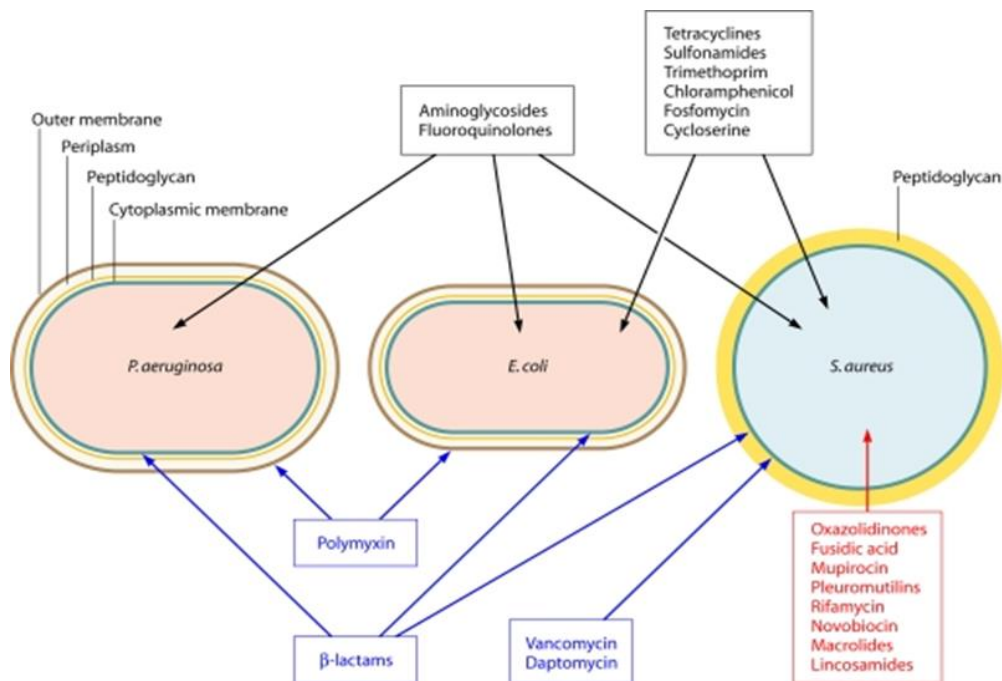 Tetracyclines
Sulfonamides
Trimethoprim
Chloramphenicol
Fosfomycin
Cycloserine
Aminoglycosides
Fluoroquinolones
Outer membrane
Periplasm
Peptidoglycan
Cytoplasmic membrane
Peptidoglycan
P. aeruginosa
E. coli
S. aureus
Polymyxin
β-lactams
Vancomycin
Daptomycin
Oxazolidinones
Fusidic acid
Mupirocin
Pleuromutilins
Rifamycin
Novobiocin
Macrolides
Lincosamides